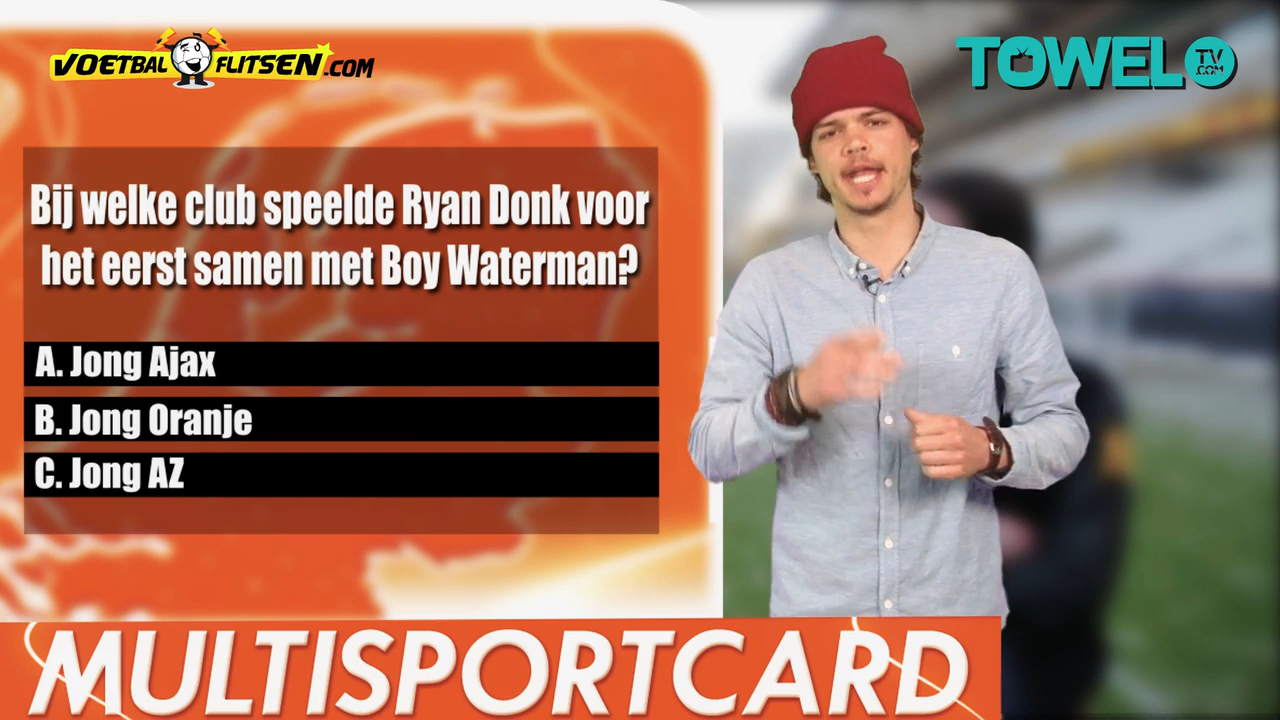 VOETBAL FLITSEN.COM
TOWELO TV.COM
Bij welke club speelde Ryan Donk voor
het eerst samen met Boy Waterman?
A. Jong Ajax
B. Jong Oranje
C. Jong AZ
MULTISPORTCARD